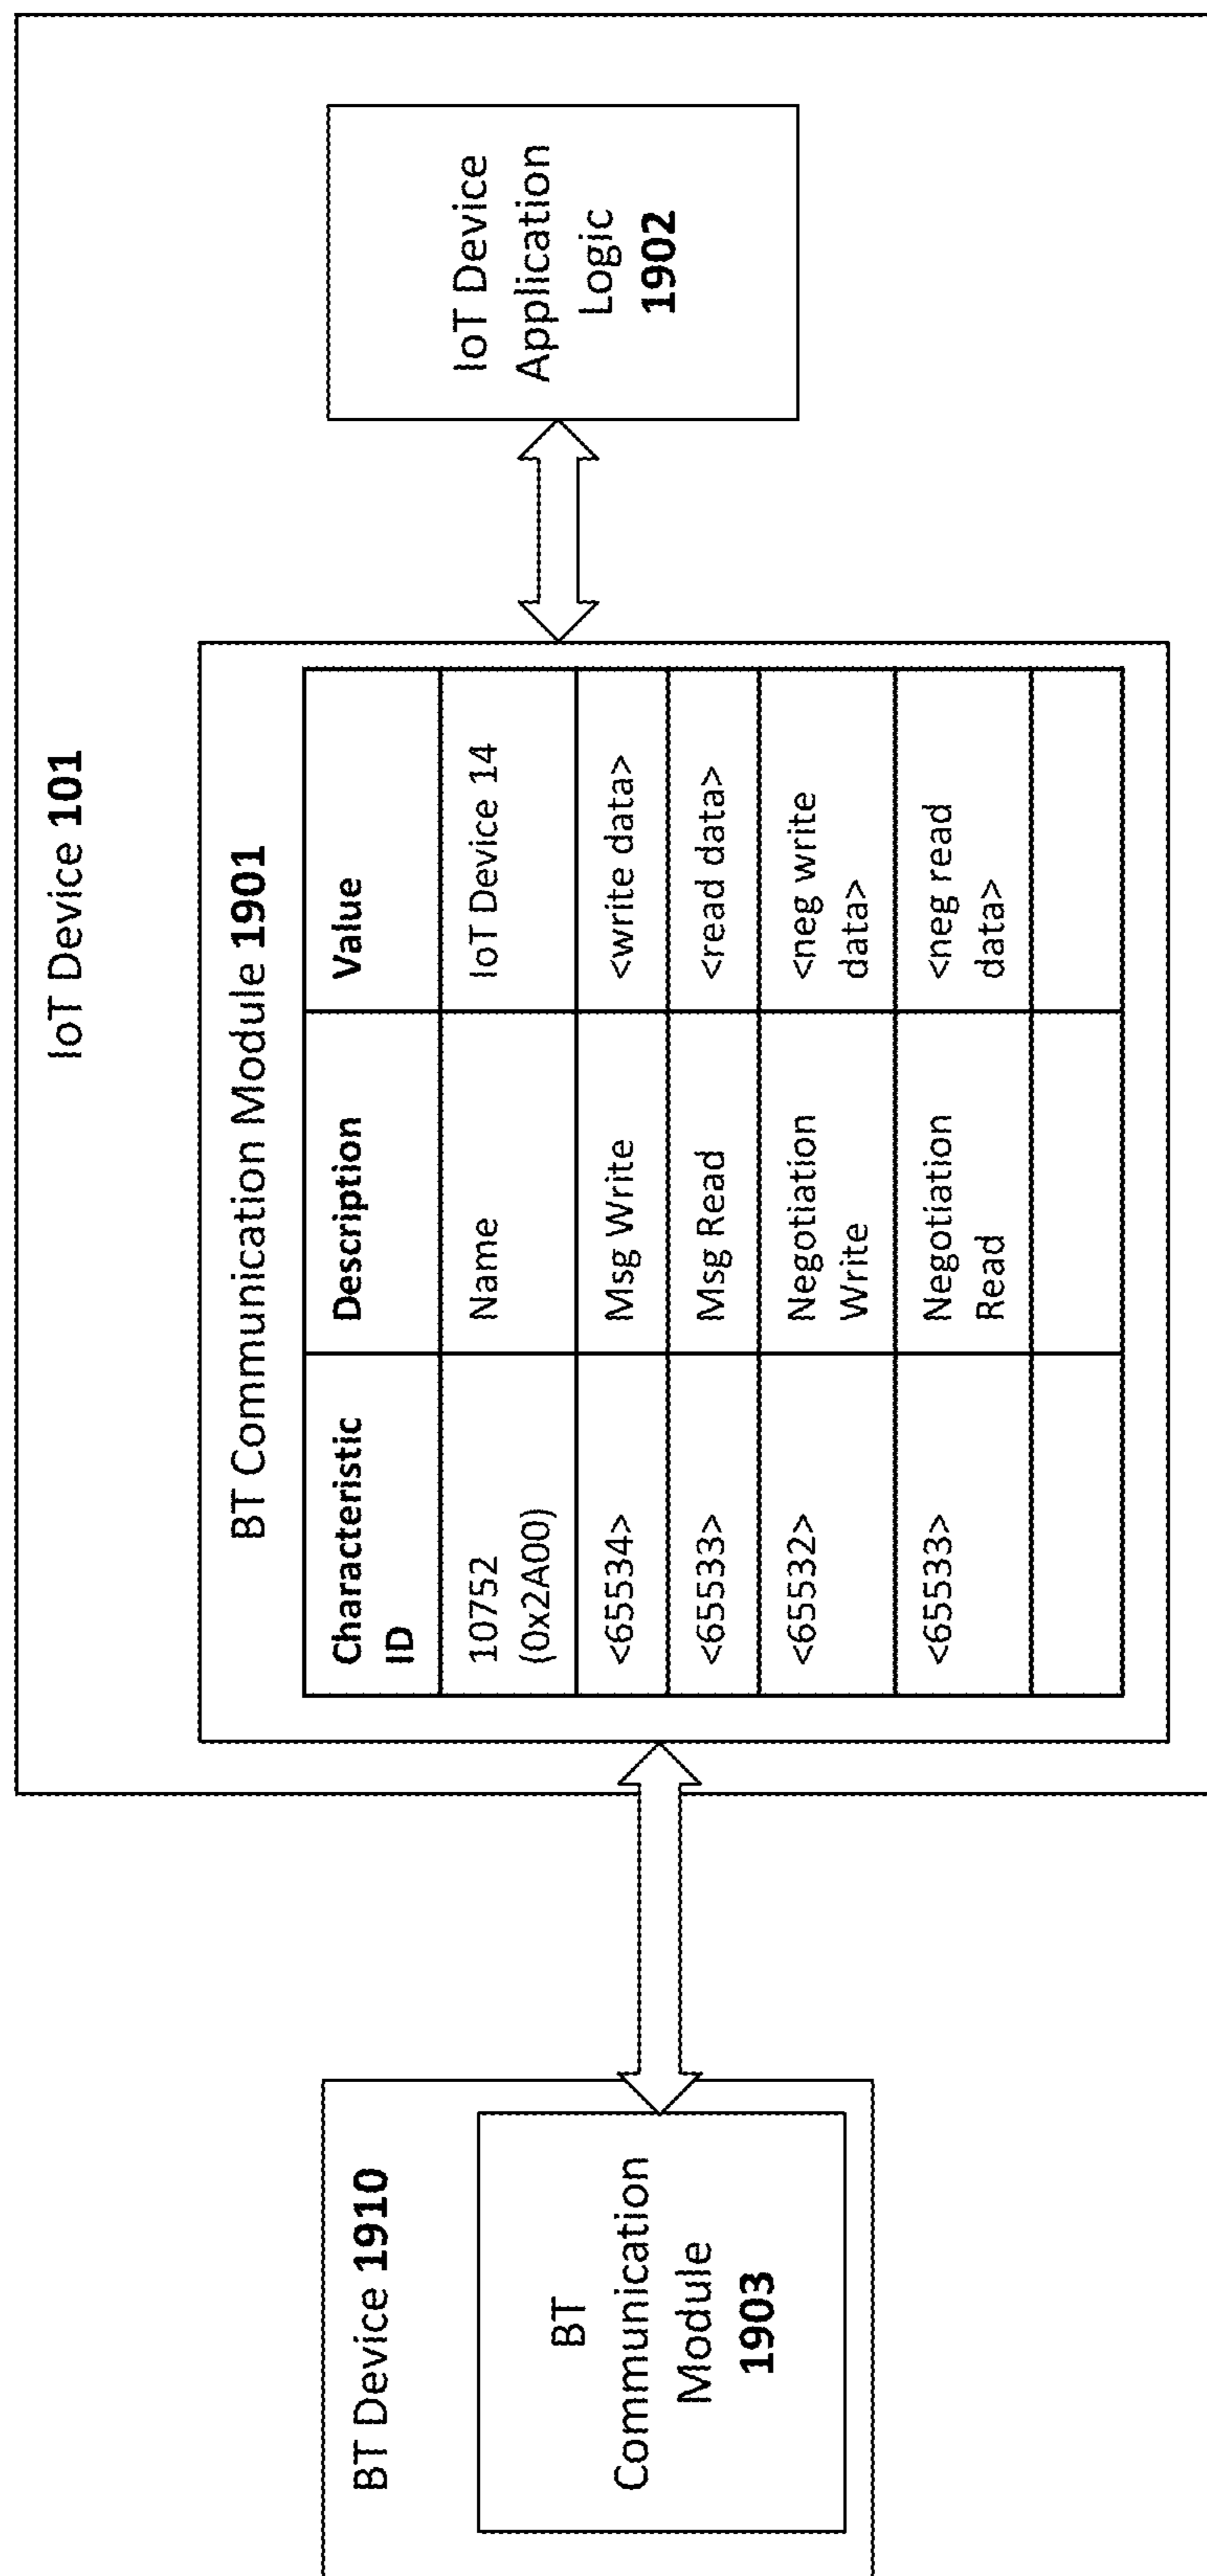 IoT Device 101
BT Communication Module 1901
Characteristic
ID
Description
Value
10752
(0x2A00)
Name
IoT Device 14
<65534>
Msg Write
<write data>
<65533>
Msg Read
<read data>
<65532>
Negotiation
Write
<neg write
data>
<65533>
Negotiation
Read
<neg read
data>
IoT Device
Application
Logic
1902
BT Device 1910
BT
Communication
Module
1903